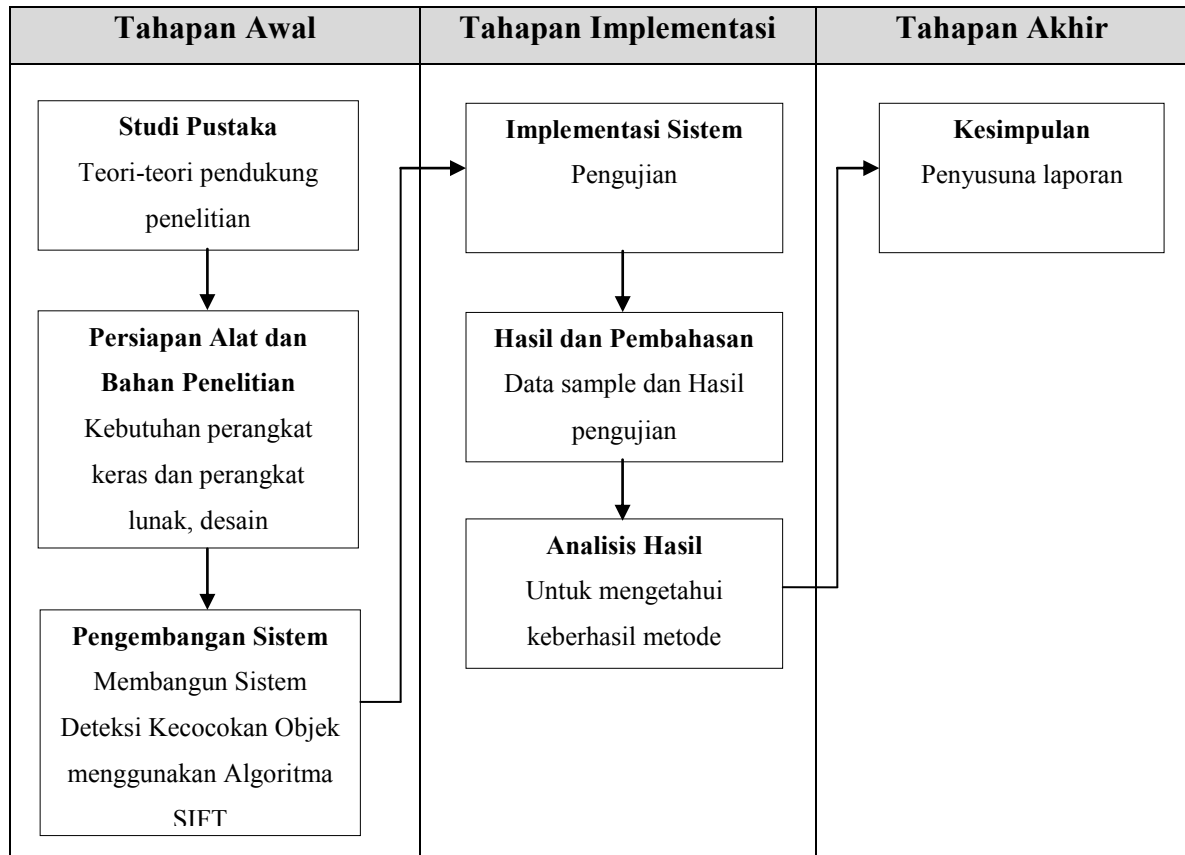 Tahapan Awal
Tahapan Implementasi
Tahapan Akhir
Studi Pustaka
Teori-teori pendukung
penelitian
Persiapan Alat dan
Bahan Penelitian
Kebutuhan perangkat
keras dan perangkat
lunak, desain
Pengembangan Sistem
Membangun Sistem
Deteksi Kecocokan Objek
menggunakan Algoritma
SIFT
Implementasi Sistem
Pengujian
Hasil dan Pembahasan
Data sample dan Hasil
pengujian
Analisis Hasil
Untuk mengetahui
keberhasil metode
Kesimpulan
Penyusuna laporan